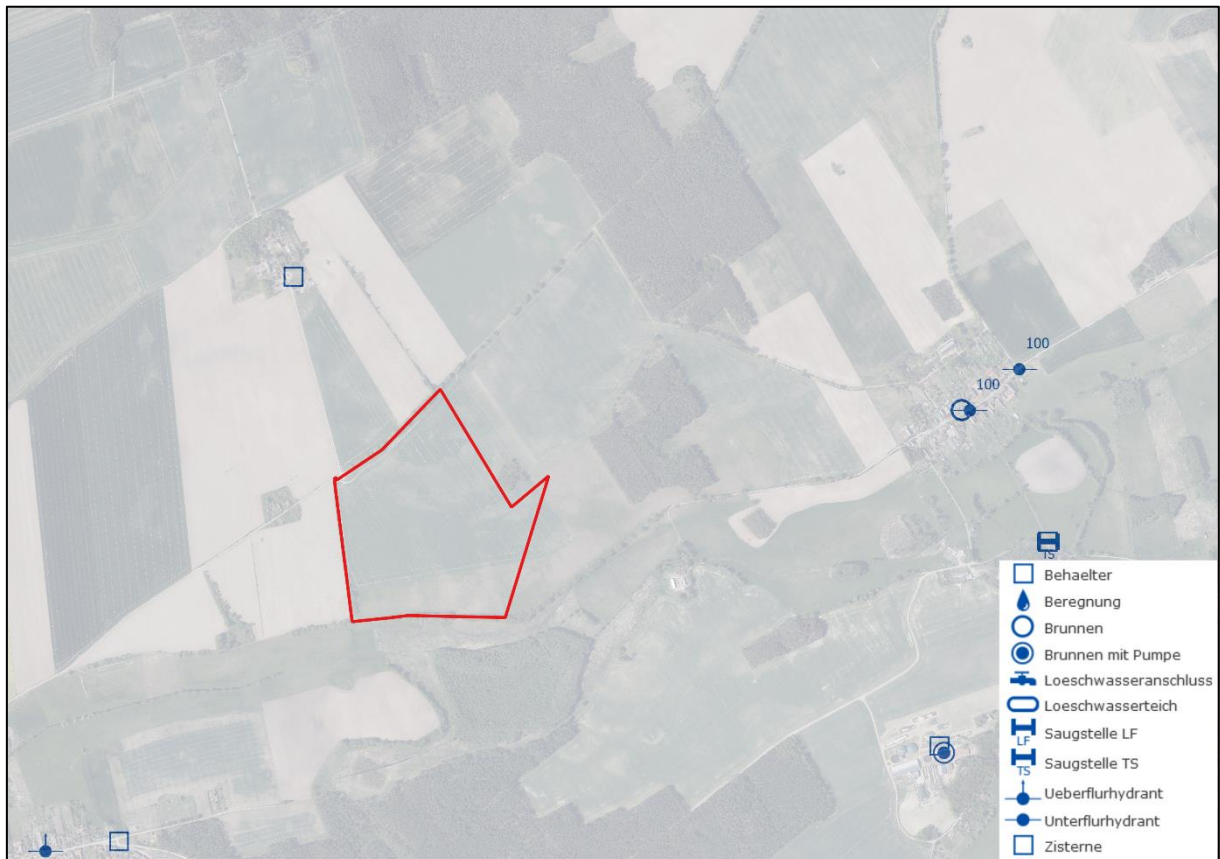 100
100
TS
Behaelter
Beregnung
Brunnen
Brunnen mit Pumpe
Loeschwasseranschluss
Loeschwasserteich
LF Saugstelle LF
TS Saugstelle TS
Ueberflurhydrant
Unterflurhydrant
Zisterne